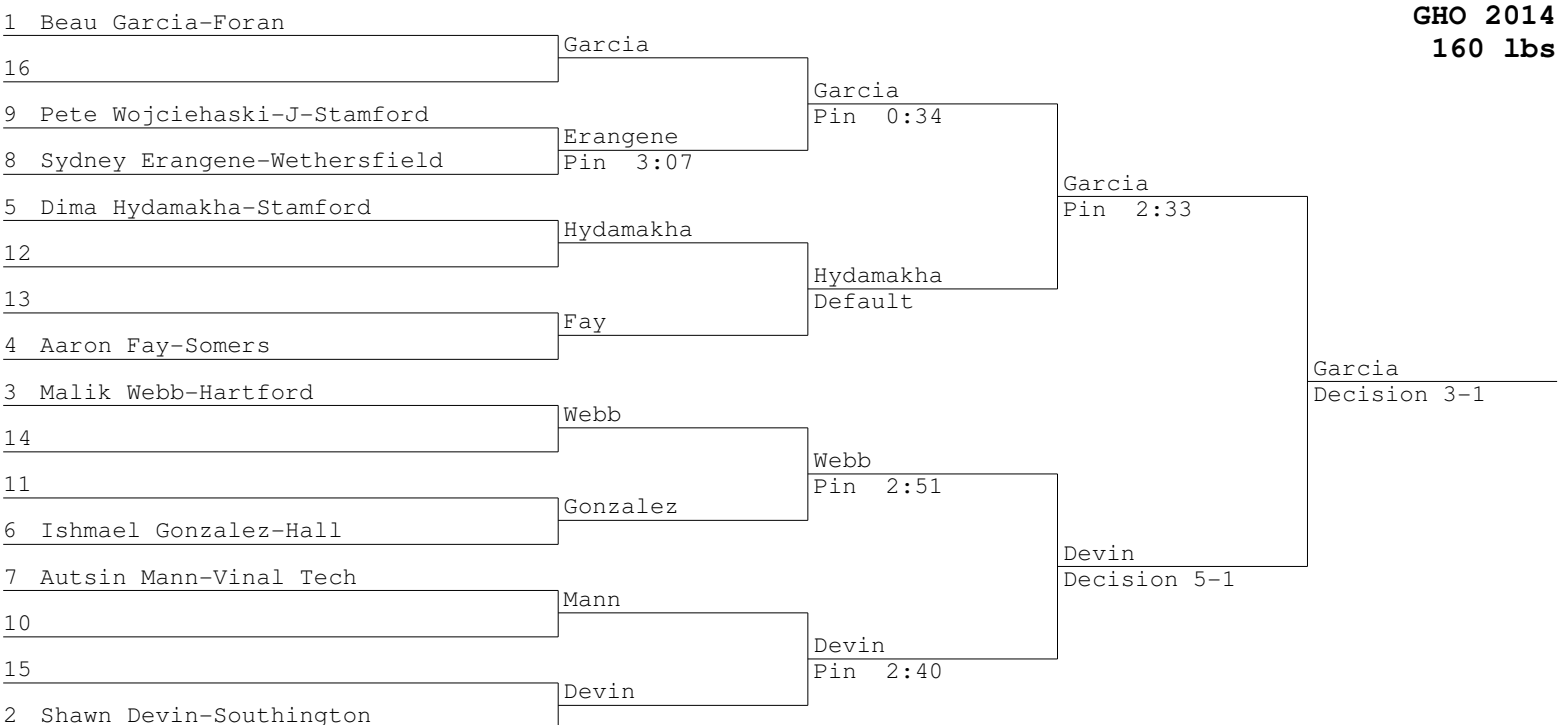 GHO 2014
160 lbs
1 Beau Garcia-Foran
16
9 Pete Wojciehaski-J-Stamford
8 Sydney Erangene-Wethersfield
5 Dima Hydamakha-Stamford
12
13
4 Aaron Fay-Somers
3 Malik Webb-Hartford
14
11
6 Ishmael Gonzalez-Hall
7 Autsin Mann-Vinal Tech
10
15
2 Shawn Devin-Southington
Garcia
Erangene
Pin 3:07
Hydamakha
Fay
Webb
Gonzalez
Mann
Devin
Garcia
Pin 0:34
Hydamakha
Default
Webb
Pin 2:51
Devin
Pin 2:40
Garcia
Pin 2:33
Devin
Decision 5-1
Garcia
Decision 3-1